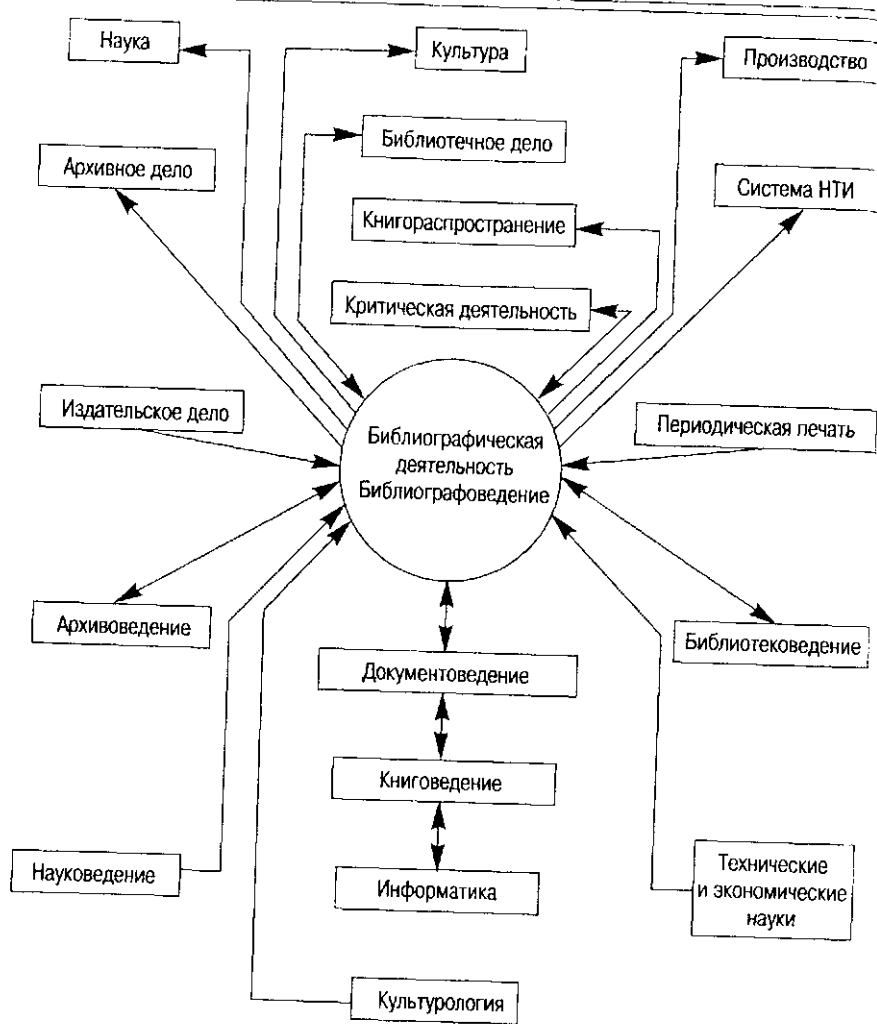 Наука
Культура
Производство
Библиотечное дело
Архивное дело
Система НТИ
Книгораспространение
Критическая деятельность
Издательское дело
Периодическая печать
Библиографическая
деятельность
Библиографоведение
Архивоведение
Библиотековедение
Документоведение
Книговедение
Науковедение
Информатика
Технические
и экономические
науки
Культурология